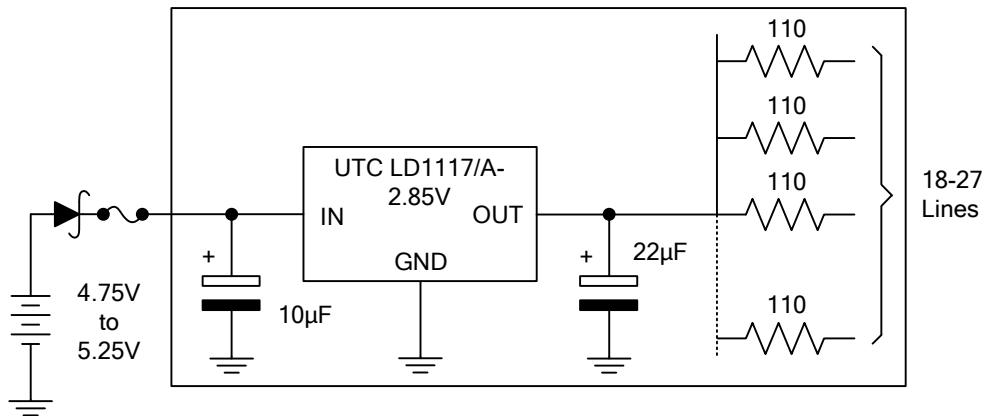 110
110
110
110
18-27
Lines
UTC LD1117/A-
2.85V
IN
OUT
GND
+
10µF
+
22µF
4.75V
to
5.25V